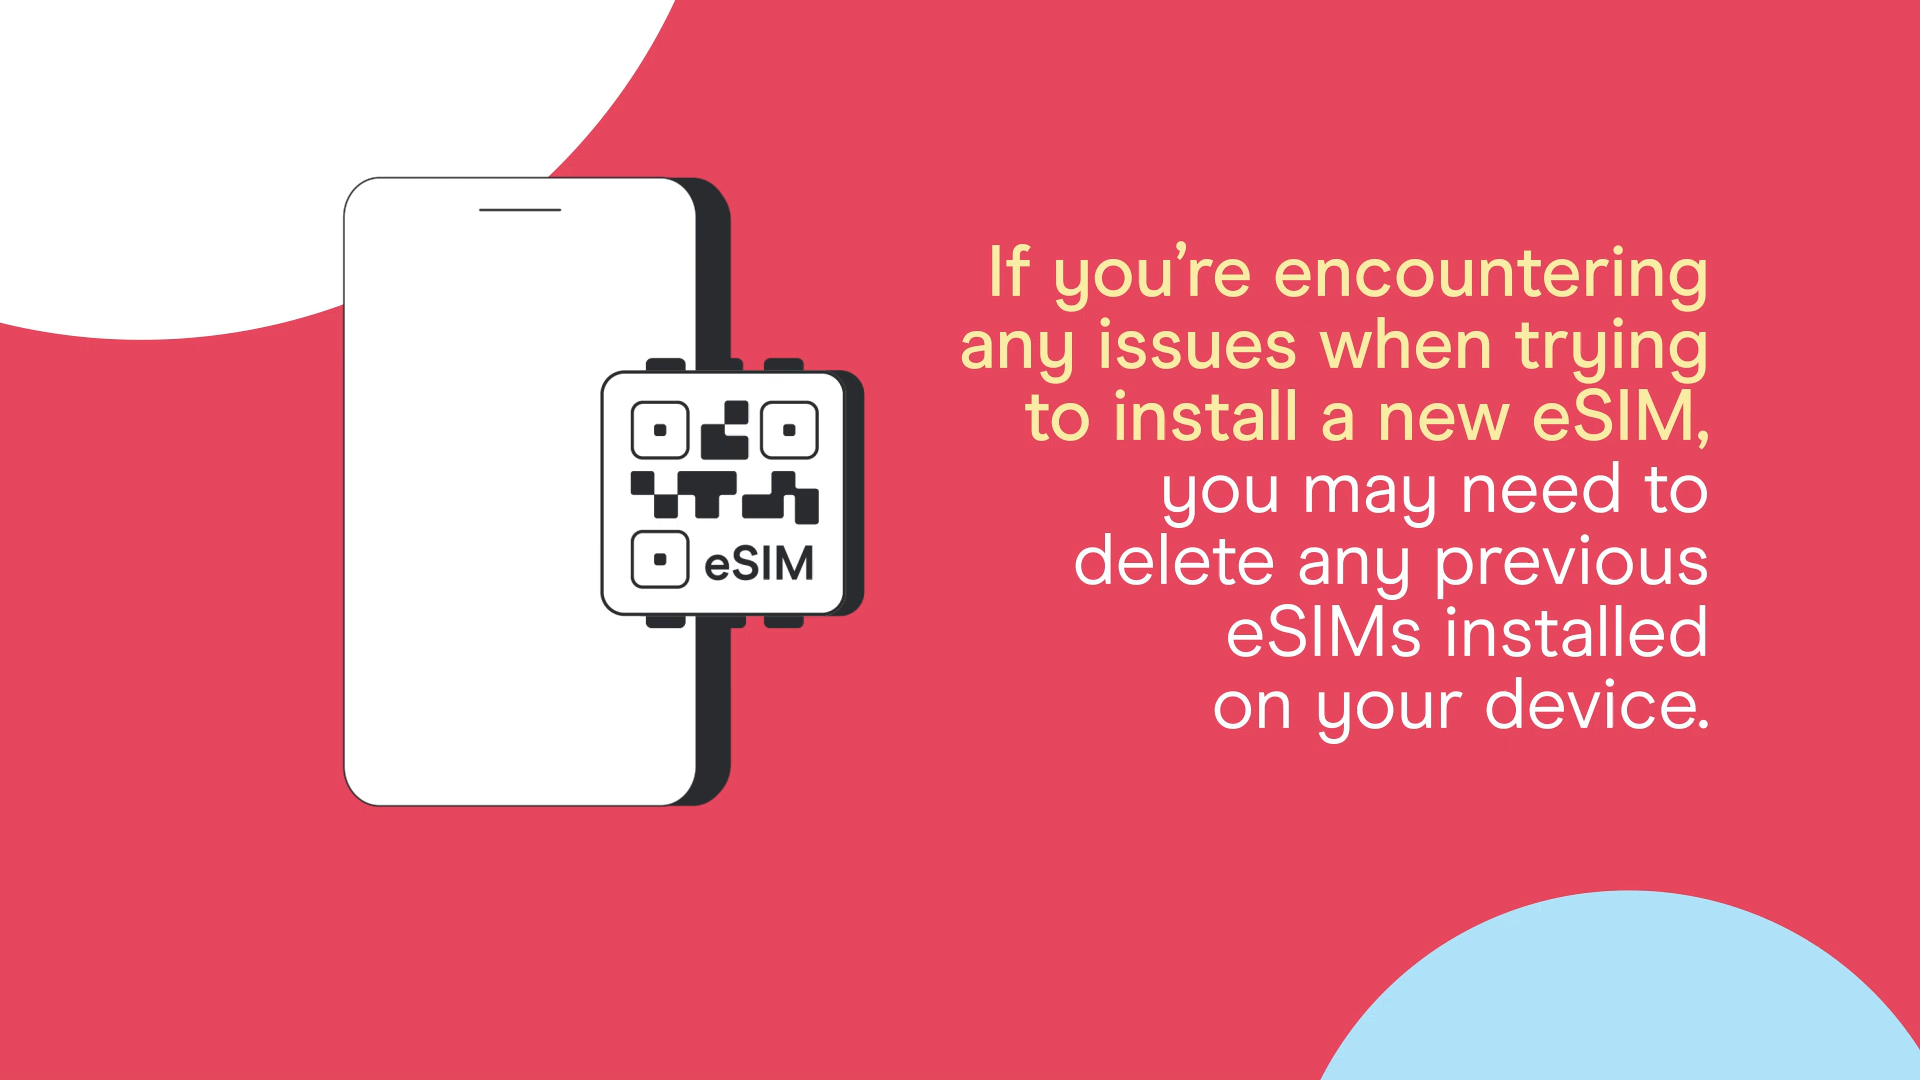 If you’re encountering
any issues when trying
to install a new eSIM,
you may need to
delete any previous
eSIMs installed
on your device.
eSIM